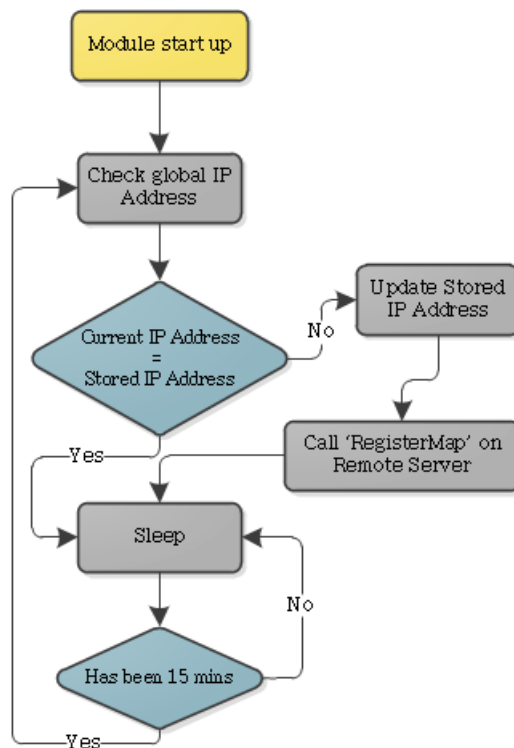 Module start up
Check global IP
Address
Current IP Address
=
Stored IP Address
No
Update Stored
IP Address
Call ‘RegisterMap’ on
Remote Server
Yes
Sleep
No
Has been 15 mins
Yes